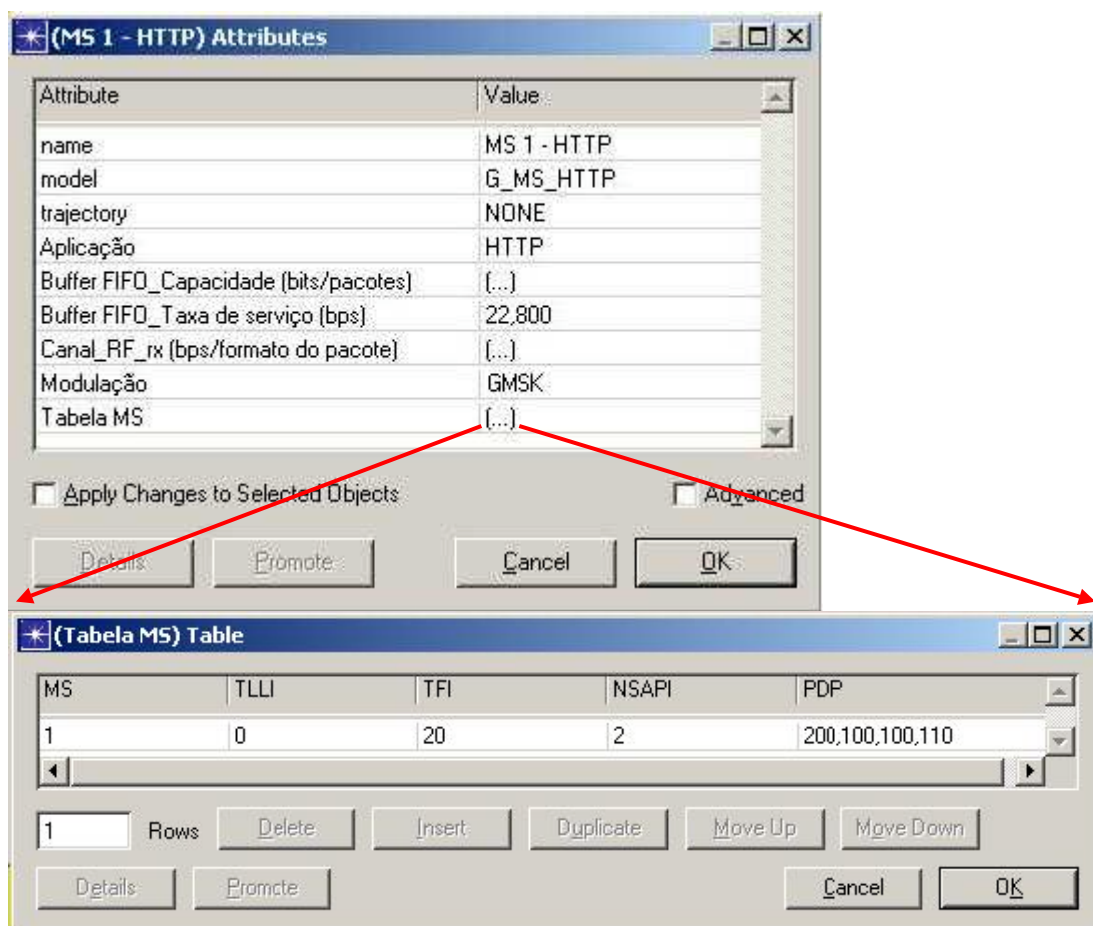 (MS 1 - HTTP) Attributes
Attribute Value
name MS 1 - HTTP
model G_MS_HTTP
trajectory NONE
Aplicação HTTP
Buffer FIFO_Capacidade (bits/pacotes) (...)
Buffer FIFO_Taxa de serviço (bps) 22,800
Canal_RF_rx (bps/formato do pacote) (...)
Modulação GMSK
Tabela MS (...)
Apply Changes to Selected Objects Advanced
Details Promote Cancel OK
(Tabela MS) Table
MS TLLI TFI NSAPI PDP
1 0 20 2 200,100,100,110
1 Rows Delete Insert Duplicate Move Up Move Down
Details Promcte Cancel OK